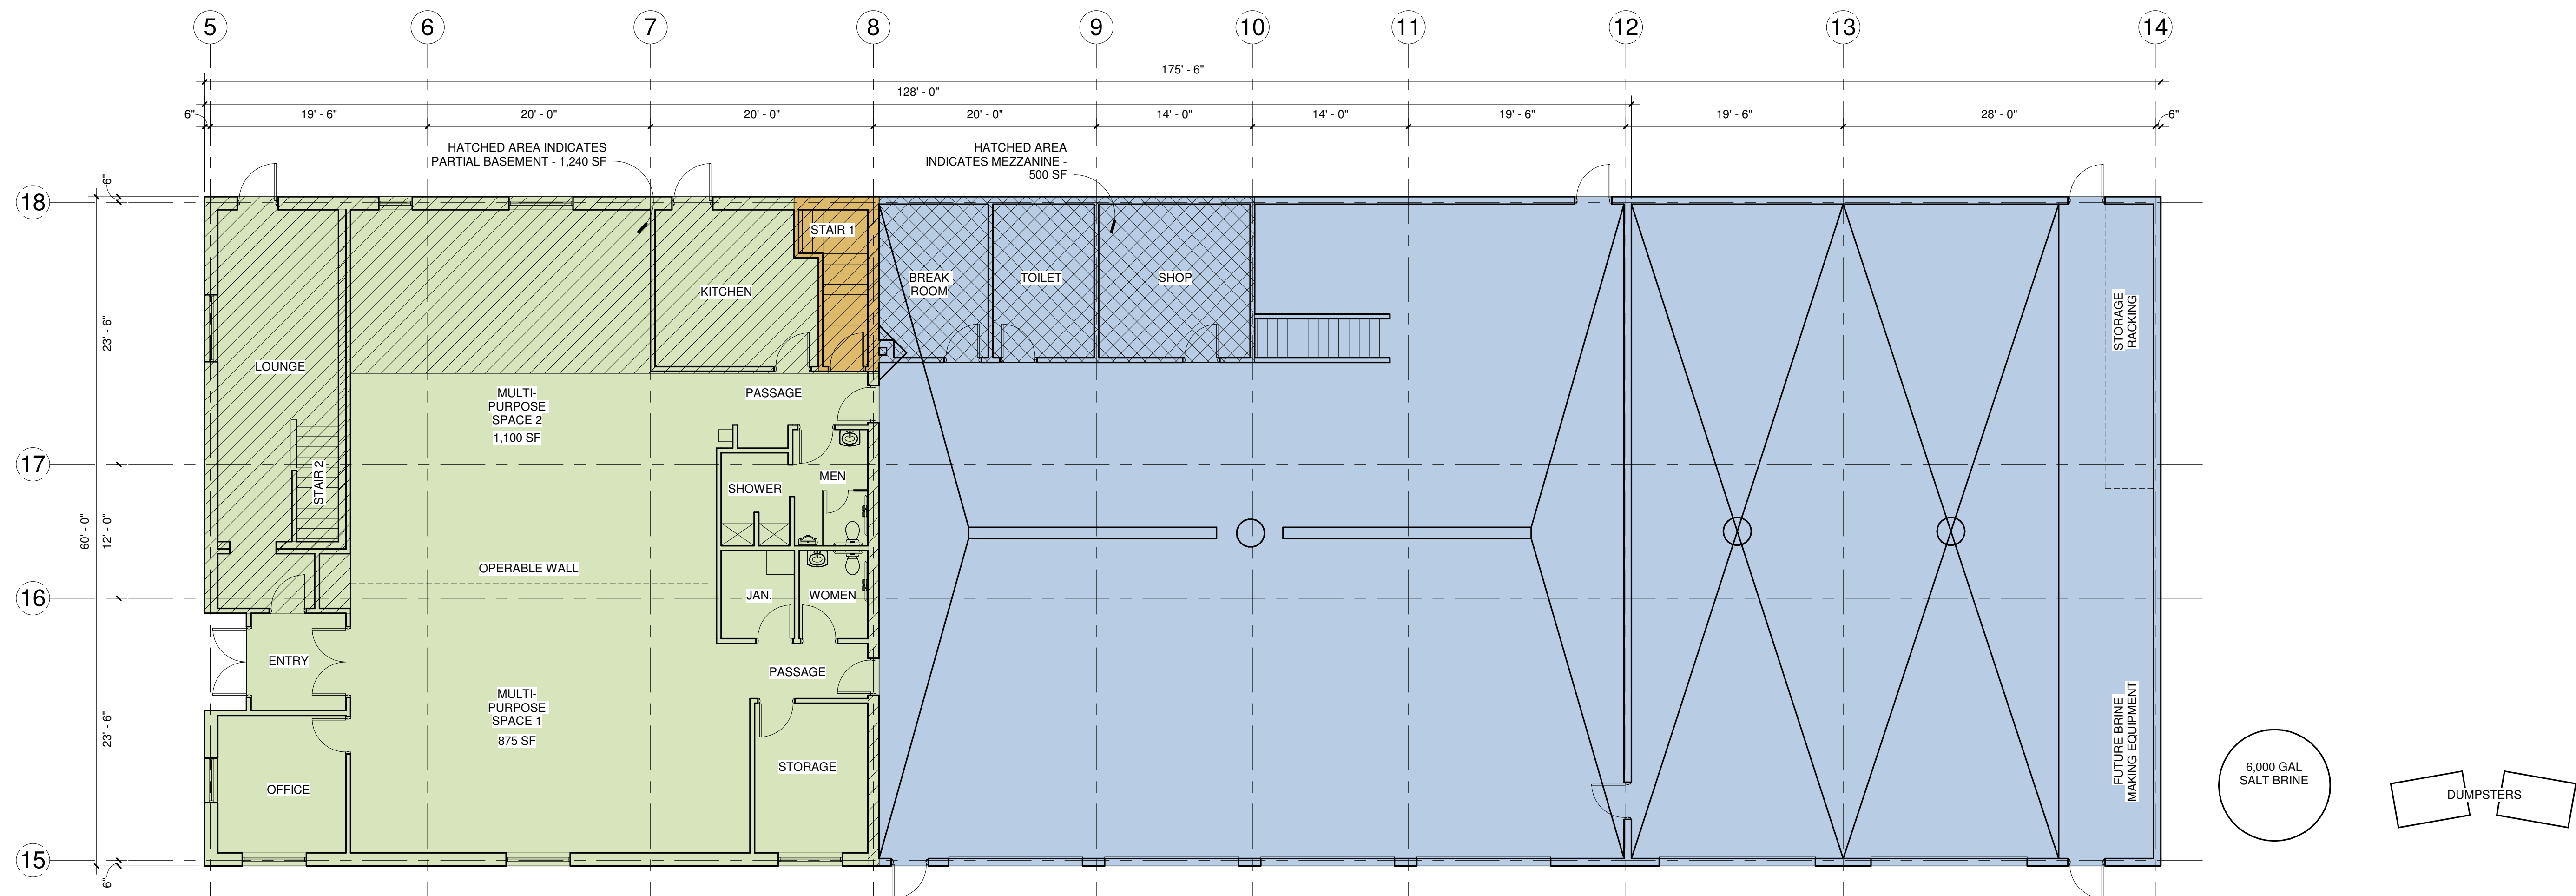 5 6 7 8 9 10 11 12 13 14
175' - 6"
128' - 0"
6" 19' - 6" 20' - 0" 20' - 0" 20' - 0" 14' - 0" 14' - 0" 19' - 6" 19' - 6" 28' - 0" 6"
HATCHED AREA INDICATES
PARTIAL BASEMENT - 1,240 SF
HATCHED AREA
INDICATES MEZZANINE -
500 SF
6"
18
STAIR 1
BREAK
ROOM
TOILET
SHOP
KITCHEN
STORAGE
RACKING
23' - 6"
LOUNGE
MULTI-
PURPOSE
SPACE 2
1,100 SF
PASSAGE
17
STAIR 2
MEN
SHOWER
60' - 0"
12' - 0"
OPERABLE WALL
16
JAN.
WOMEN
ENTRY
PASSAGE
MULTI-
PURPOSE
SPACE 1
875 SF
23' - 6"
OFFICE
STORAGE
FUTURE BRINE
MAKING EQUIPMENT
6,000 GAL
SALT BRINE
DUMPSTERS
15
6"